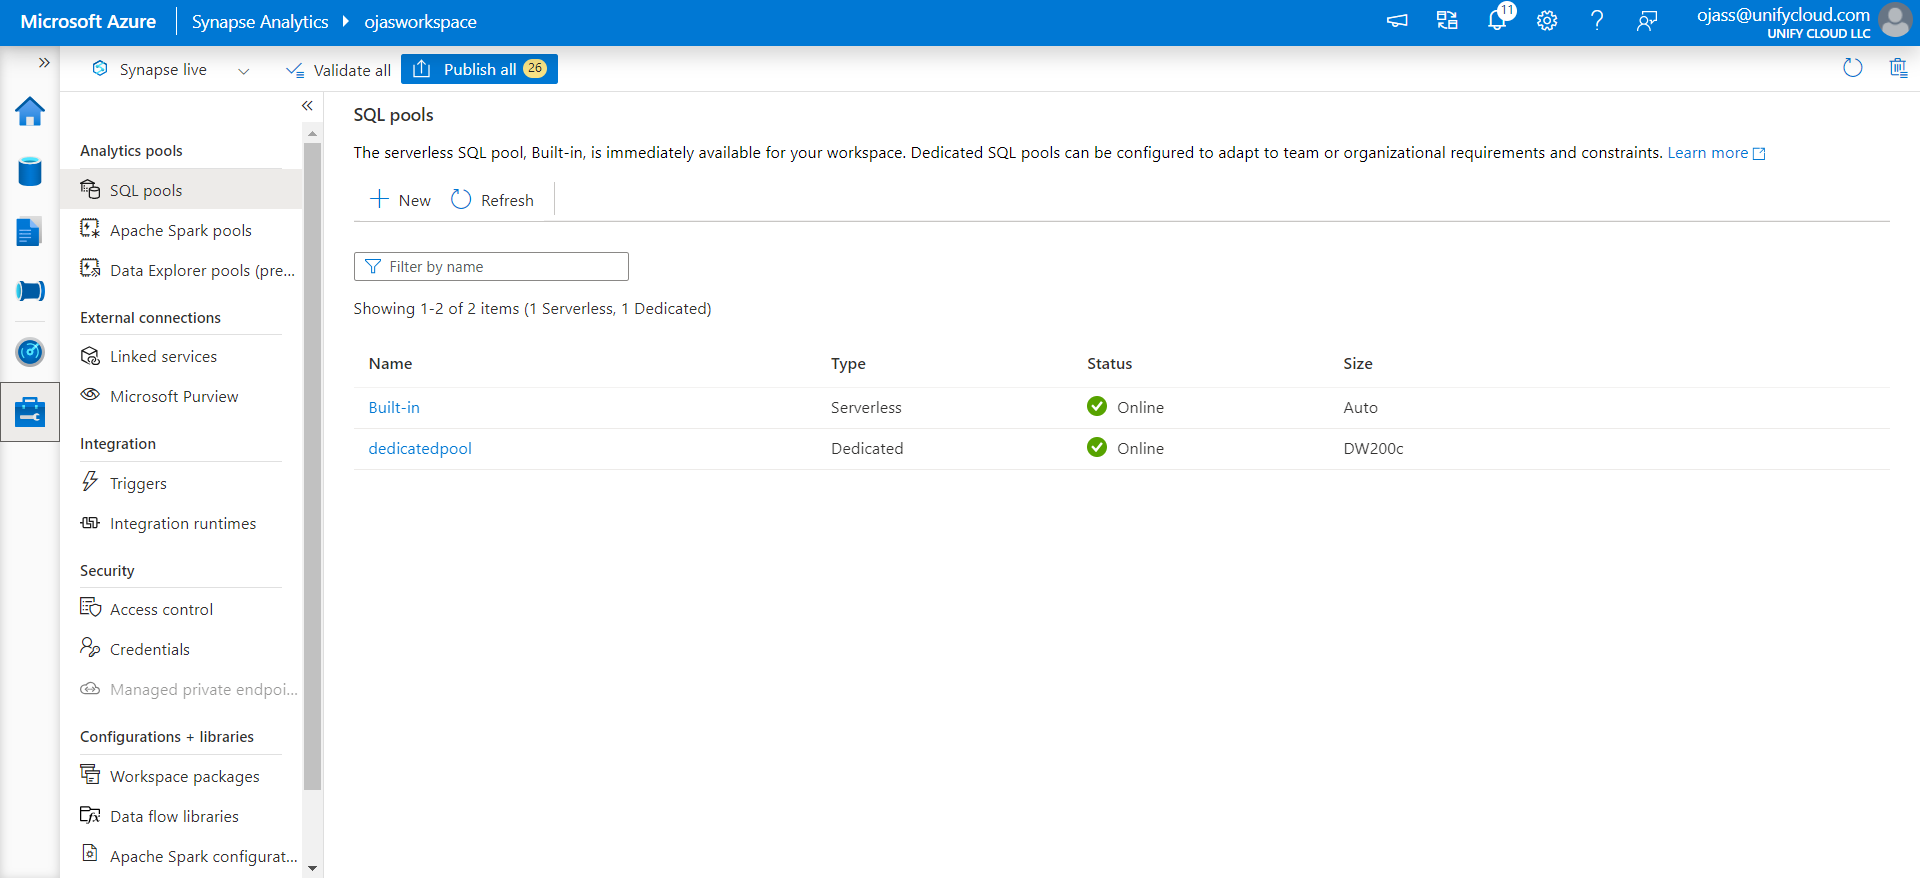 Microsoft Azure
Synapse Analytics
ojasworkspace
11
ojass@unifycloud.com
UNIFY CLOUD LLC
Synapse live
Validate all
Publish all 26
Analytics pools
SQL pools
Apache Spark pools
Data Explorer pools (pre...
External connections
Linked services
Microsoft Purview
Integration
Triggers
Integration runtimes
Security
Access control
Credentials
Managed private endpoi...
Configurations + libraries
Workspace packages
Data flow libraries
Apache Spark configurat...
SQL pools
The serverless SQL pool, Built-in, is immediately available for your workspace. Dedicated SQL pools can be configured to adapt to team or organizational requirements and constraints. Learn more
New Refresh
Filter by name
Showing 1-2 of 2 items (1 Serverless, 1 Dedicated)
Name Type Status Size
Built-in Serverless Online Auto
dedicatedpool Dedicated Online DW200c